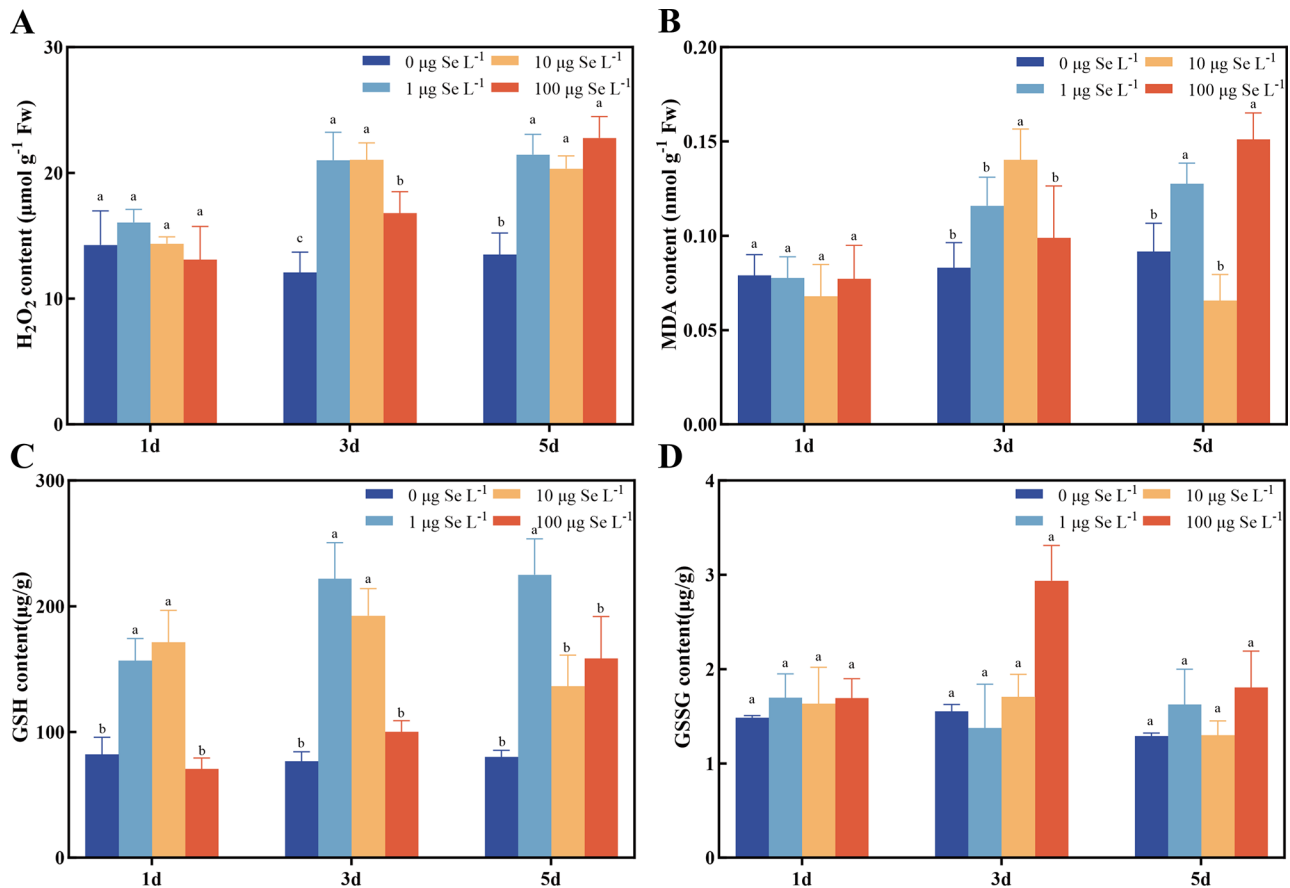 A
H₂O₂ content (μmol g⁻¹ Fw)
30
20
10
0
0 μg Se L⁻¹
10 μg Se L⁻¹
1 μg Se L⁻¹
100 μg Se L⁻¹
a a a a
c a a b
b a a a
1d 3d 5d
B
MDA content (nmol g⁻¹ Fw)
0.20
0.15
0.10
0.05
0.00
0 μg Se L⁻¹
10 μg Se L⁻¹
1 μg Se L⁻¹
100 μg Se L⁻¹
a a a a
b b a b
b a b a
1d 3d 5d
C
GSH content(μg/g)
300
200
100
0
0 μg Se L⁻¹
10 μg Se L⁻¹
1 μg Se L⁻¹
100 μg Se L⁻¹
b a a b
b a a b
b a b b
1d 3d 5d
D
GSSG content(μg/g)
4
3
2
1
0
0 μg Se L⁻¹
10 μg Se L⁻¹
1 μg Se L⁻¹
100 μg Se L⁻¹
a a a a
a a a a
a a a a
1d 3d 5d